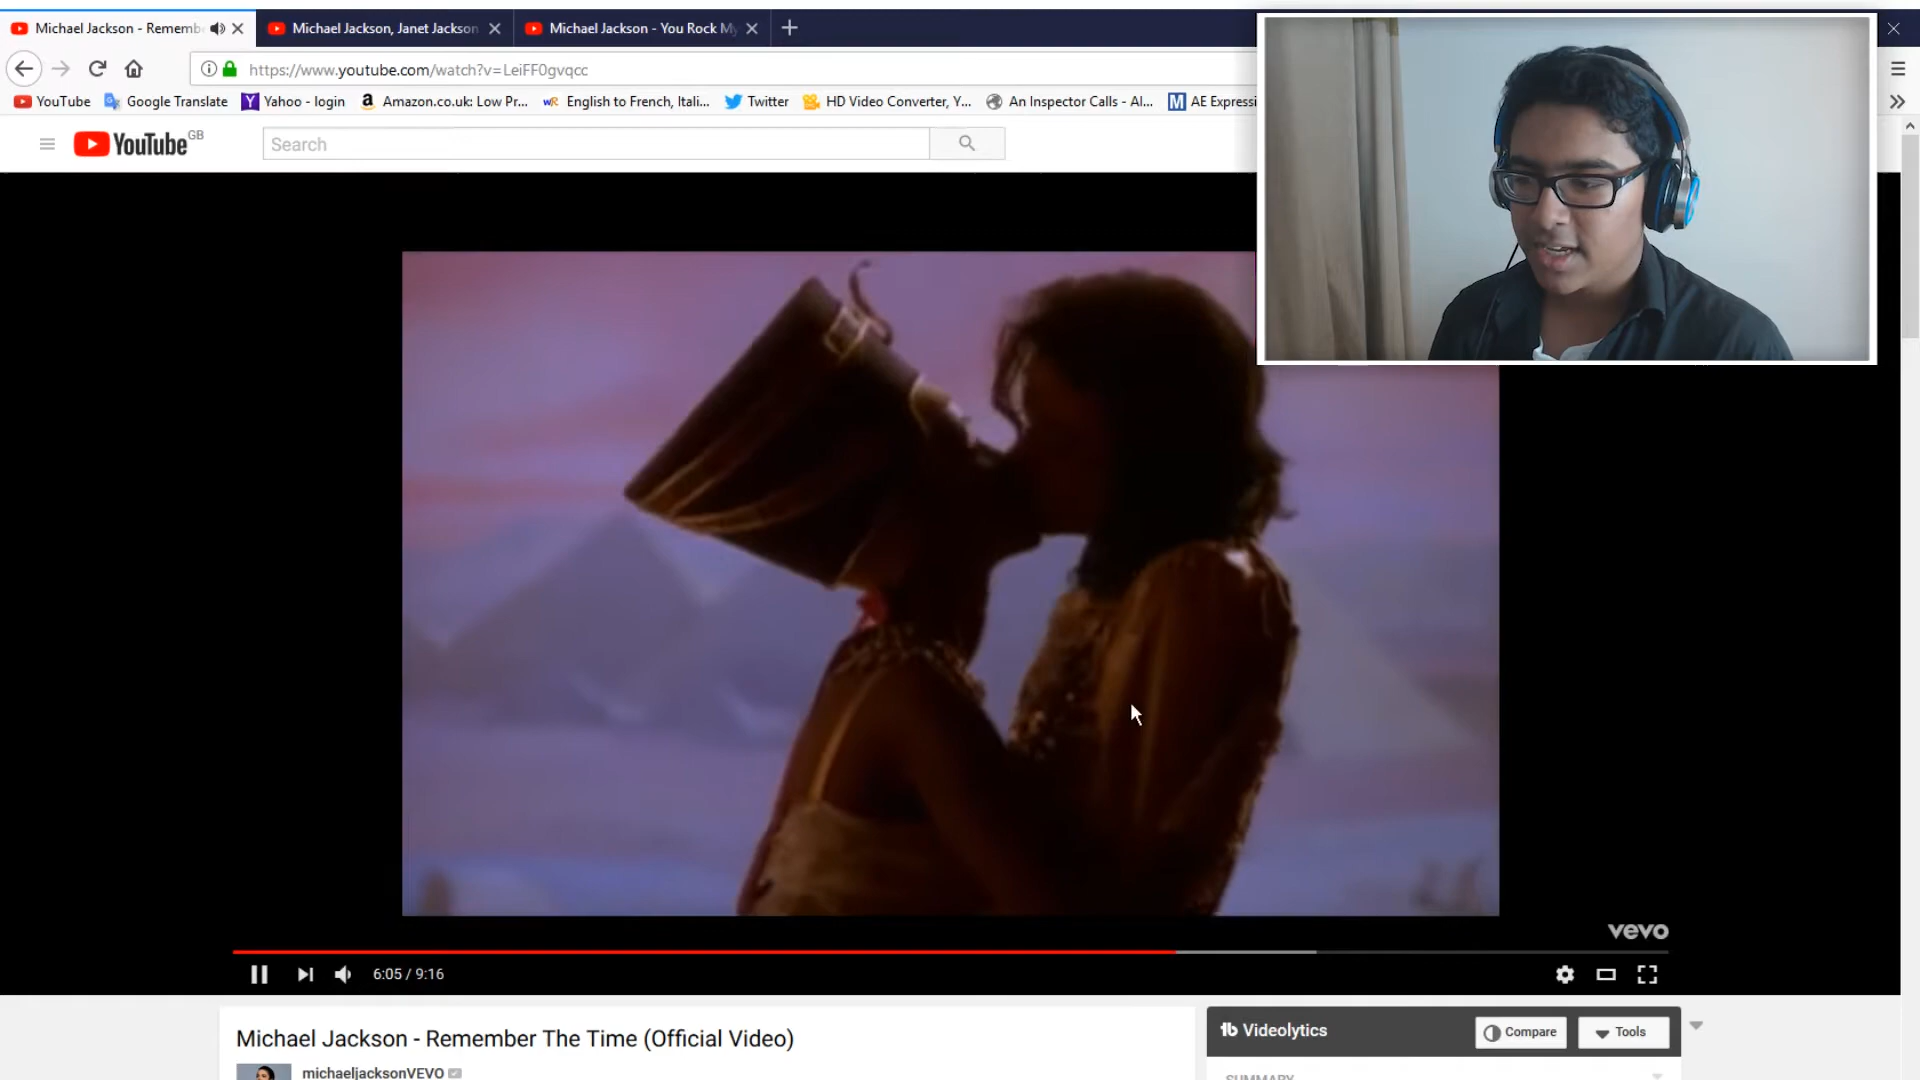 Michael Jackson - Rememb
Michael Jackson, Janet Jackson
Michael Jackson - You Rock My
https://www.youtube.com/watch?v=LeiFF0gvqcc
YouTube
Google Translate
Yahoo - login
Amazon.co.uk: Low Pr...
English to French, Itali...
Twitter
HD Video Converter, Y...
An Inspector Calls - Al...
AE Expressi
YouTube GB
Search
vevo
6:05 / 9:16
Michael Jackson - Remember The Time (Official Video)
michaeljacksonVEVO
Videolytics
Compare
Tools
SUMMARY